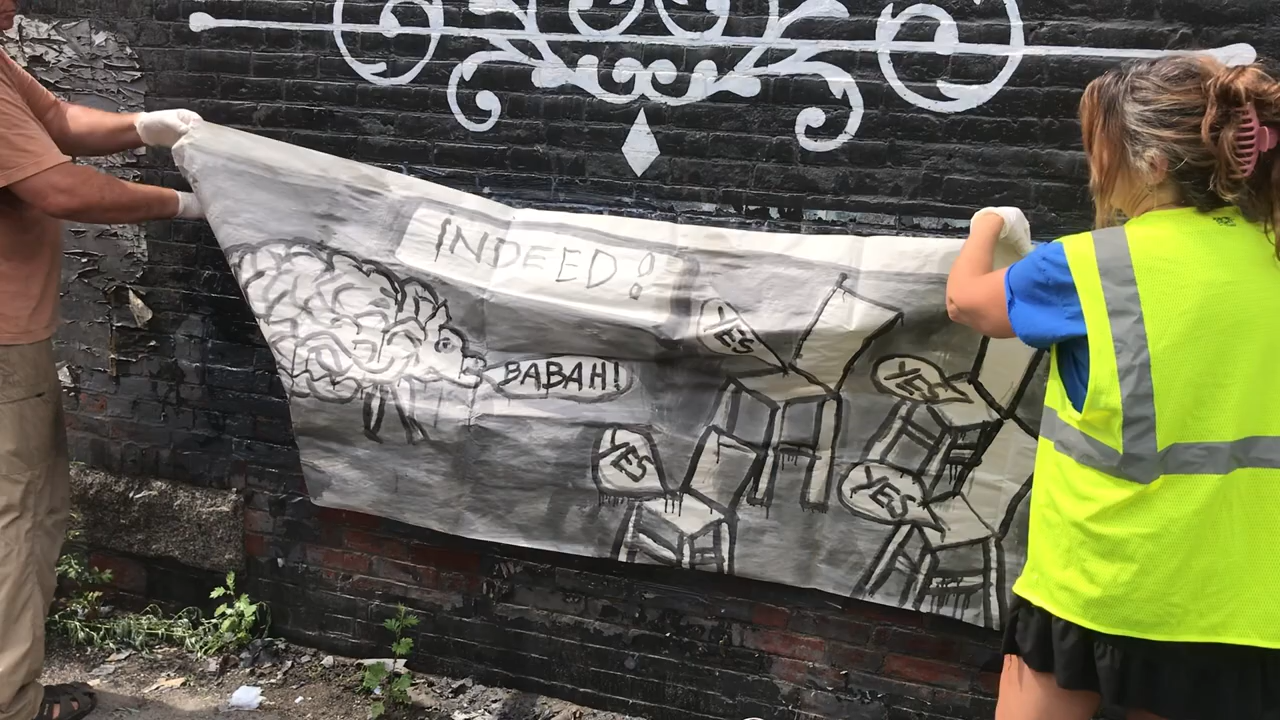 INDEED!
YES
BABAH!
YES
YES
YES